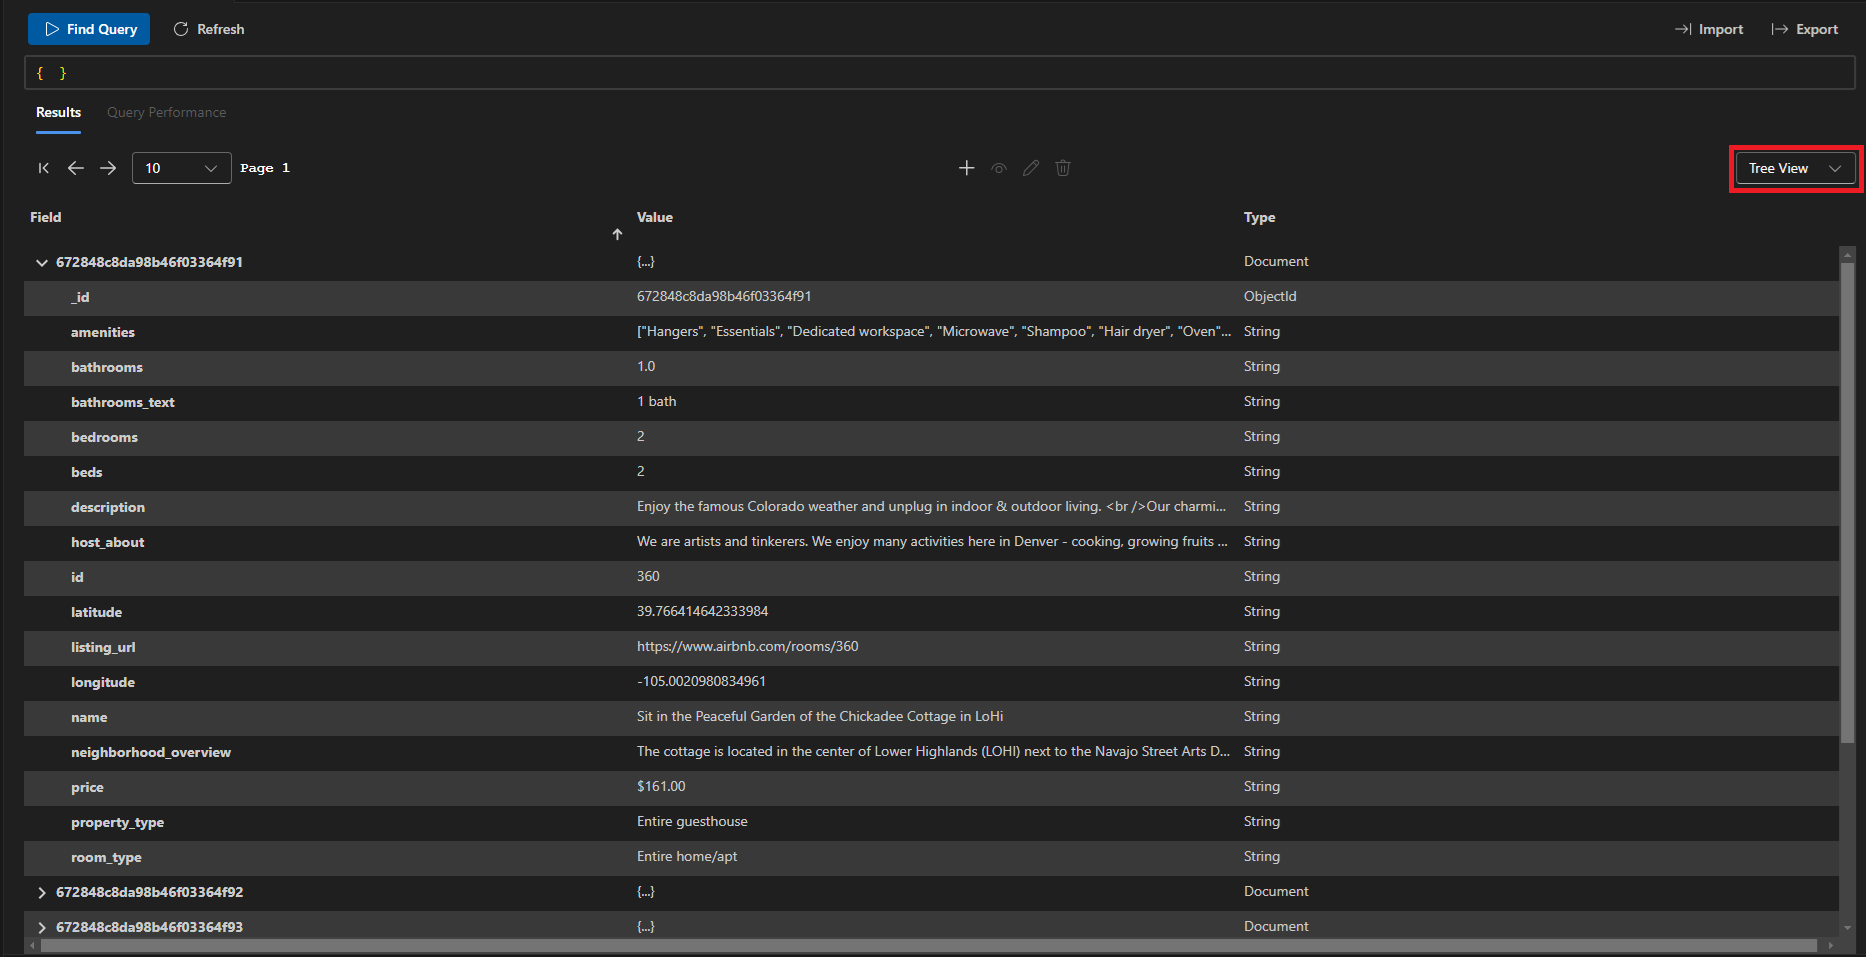 Find Query Refresh Import Export
{ }
Results Query Performance
10 Page 1 Tree View
Field Value Type
672848c8da98b46f03364f91 {...} Document
_id 672848c8da98b46f03364f91 ObjectId
amenities ["Hangers", "Essentials", "Dedicated workspace", "Microwave", "Shampoo", "Hair dryer", "Oven"... String
bathrooms 1.0 String
bathrooms_text 1 bath String
bedrooms 2 String
beds 2 String
description Enjoy the famous Colorado weather and unplug in indoor & outdoor living. <br />Our charmi... String
host_about We are artists and tinkerers. We enjoy many activities here in Denver - cooking, growing fruits ... String
id 360 String
latitude 39.766414642333984 String
listing_url https://www.airbnb.com/rooms/360 String
longitude -105.0020980834961 String
name Sit in the Peaceful Garden of the Chickadee Cottage in LoHi String
neighborhood_overview The cottage is located in the center of Lower Highlands (LOHI) next to the Navajo Street Arts D... String
price $161.00 String
property_type Entire guesthouse String
room_type Entire home/apt String
672848c8da98b46f03364f92 {...} Document
672848c8da98b46f03364f93 {...} Document